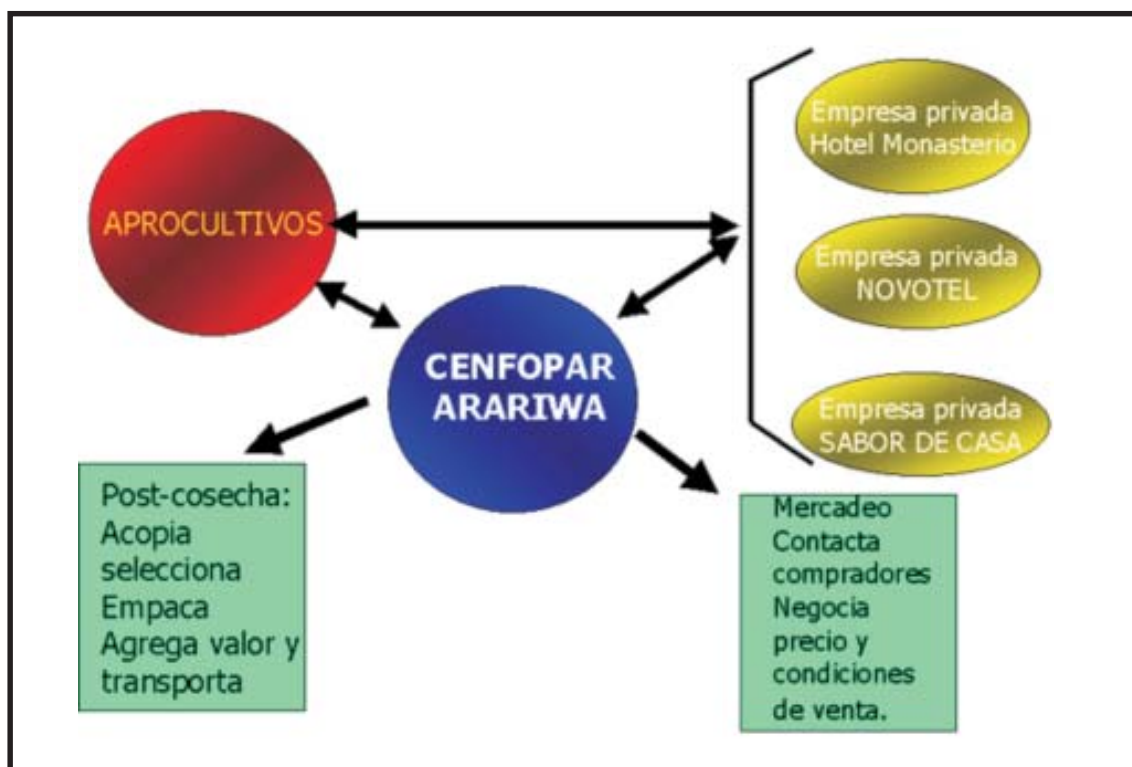 APROCULTIVOS
Empresa privada
Hotel Monasterio
Empresa privada
NOVOTEL
Empresa privada
SABOR DE CASA
CENFOPAR
ARARIWA
Post-cosecha:
Acopia
selecciona
Empaca
Agrega valor y
transporta
Mercadeo
Contacta
compradores
Negocia
precio y
condiciones
de venta.